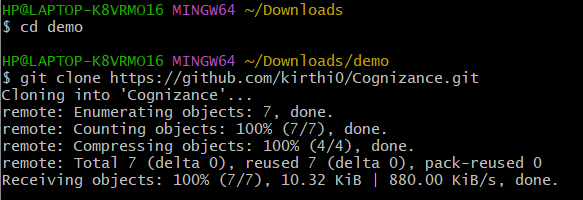 HP@LAPTOP-K8VRMO16 MINGW64 ~/Downloads
$ cd demo
HP@LAPTOP-K8VRMO16 MINGW64 ~/Downloads/demo
$ git clone https://github.com/kirthi0/Cognizance.git
Cloning into 'Cognizance'...
remote: Enumerating objects: 7, done.
remote: Counting objects: 100% (7/7), done.
remote: Compressing objects: 100% (4/4), done.
remote: Total 7 (delta 0), reused 7 (delta 0), pack-reused 0
Receiving objects: 100% (7/7), 10.32 KiB | 880.00 KiB/s, done.